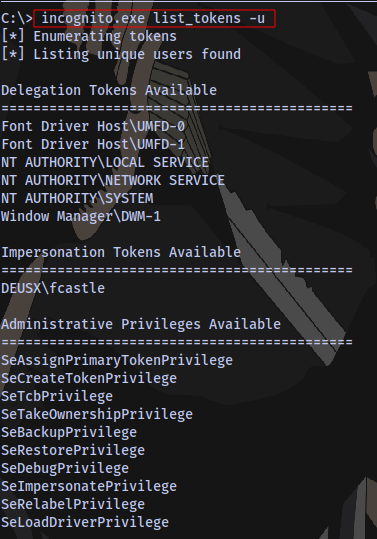 C:\> incognito.exe list_tokens -u
[*] Enumerating tokens
[*] Listing unique users found
Delegation Tokens Available
============================================
Font Driver Host\UMFD-0
Font Driver Host\UMFD-1
NT AUTHORITY\LOCAL SERVICE
NT AUTHORITY\NETWORK SERVICE
NT AUTHORITY\SYSTEM
Window Manager\DWM-1
Impersonation Tokens Available
============================================
DEUSX\fcastle
Administrative Privileges Available
============================================
SeAssignPrimaryTokenPrivilege
SeCreateTokenPrivilege
SeTcbPrivilege
SeTakeOwnershipPrivilege
SeBackupPrivilege
SeRestorePrivilege
SeDebugPrivilege
SeImpersonatePrivilege
SeRelabelPrivilege
SeLoadDriverPrivilege